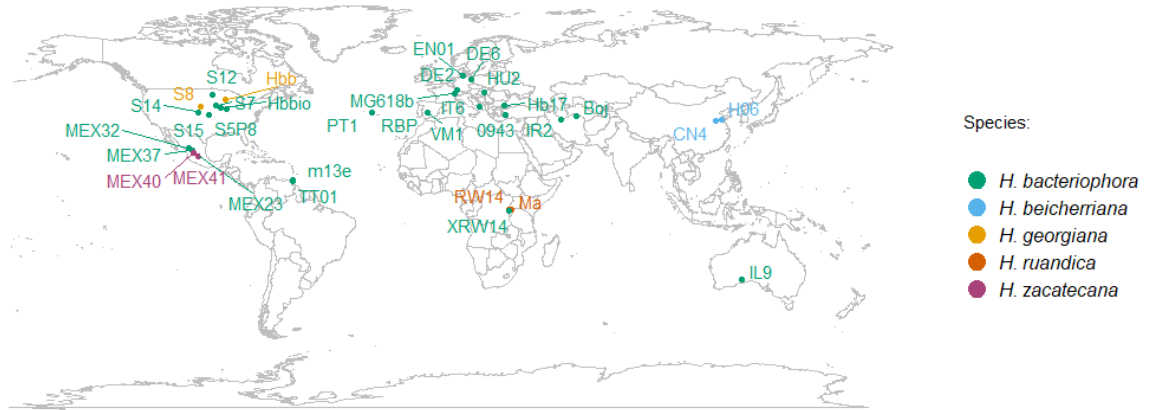 EN01
DE6
S12
Hbb
DE2
HU2
S8
S7
Hbbio
MG618b
IT6
Hb17
Boj
H06
S14
PT1
RBP
VM1
0943
IR2
CN4
MEX32
S15
S5P8
MEX37
MEX40
MEX41
m13e
MEX23
TT01
RW14
Ma
XRW14
IL9
Species:
H. bacteriophora
H. beicherriana
H. georgiana
H. ruandica
H. zacatecana